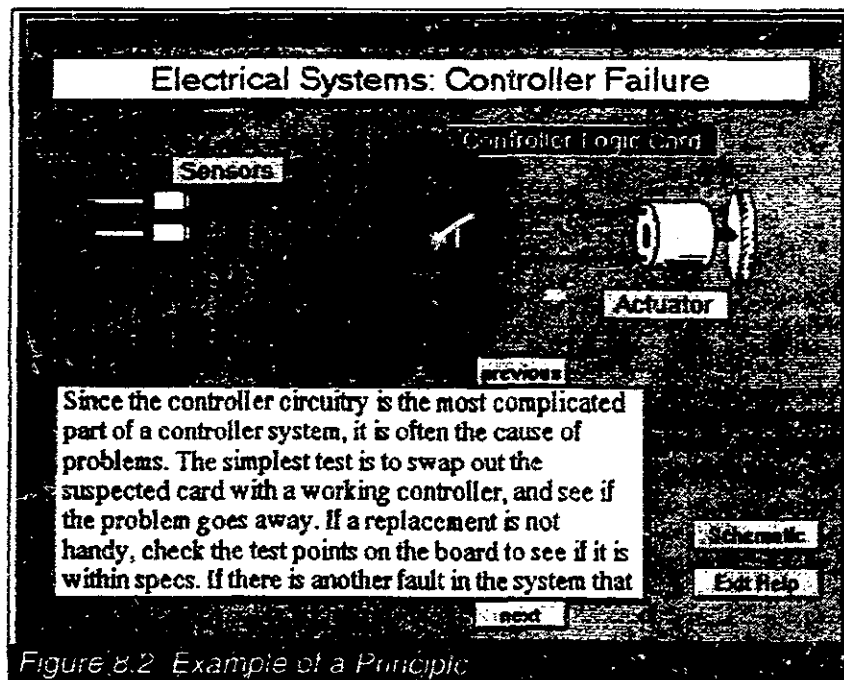 Electrical Systems: Controller Failure
Controller Logic Card
Sensors
Actuator
previous
Since the controller circuitry is the most complicated
part of a controller system, it is often the cause of
problems. The simplest test is to swap out the
suspected card with a working controller, and see if
the problem goes away. If a replacement is not
handy, check the test points on the board to see if it is
within specs. If there is another fault in the system that
Schematic
Exit Help
next
Figure 8.2 Example of a Principle